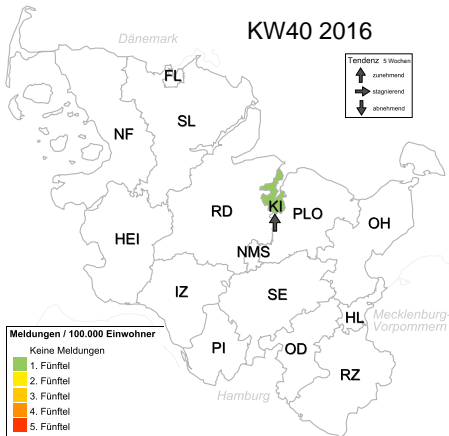 KW40 2016
Dänemark
Tendenz 5 Wochen
zunehmend
stagnierend
abnehmend
FL
SL
NF
KI
RD
PLO
OH
HEI
NMS
IZ
SE
HL
Mecklenburg-
Vorpommern
PI
OD
RZ
Hamburg
Meldungen / 100.000 Einwohner
Keine Meldungen
1. Fünftel
2. Fünftel
3. Fünftel
4. Fünftel
5. Fünftel